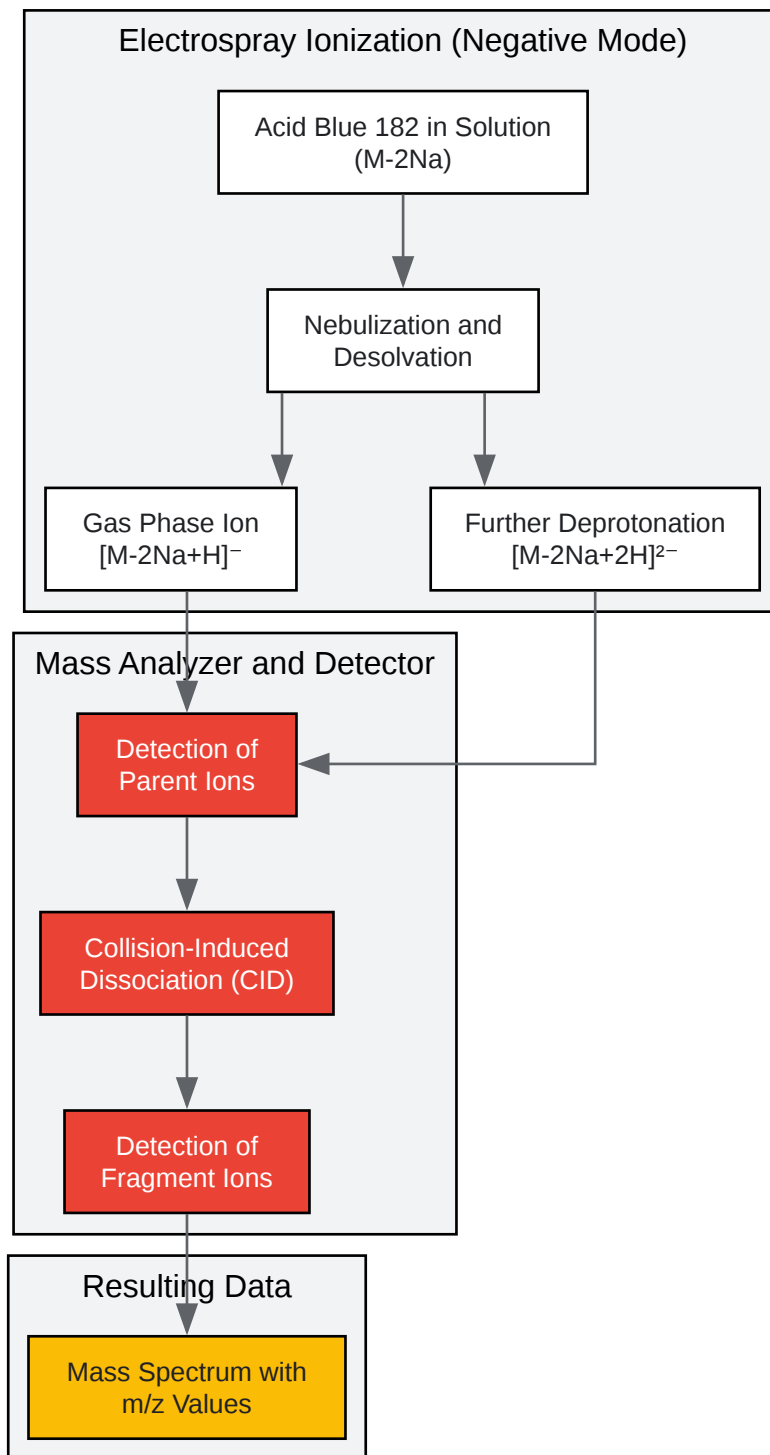 Electrospray Ionization (Negative Mode)
Acid Blue 182 in Solution
(M-2Na)
Nebulization and
Desolvation
Gas Phase Ion
[M-2Na+H]⁻
Further Deprotonation
[M-2Na+2H]²⁻
Mass Analyzer and Detector
Detection of
Parent Ions
Collision-Induced
Dissociation (CID)
Detection of
Fragment Ions
Resulting Data
Mass Spectrum with
m/z Values